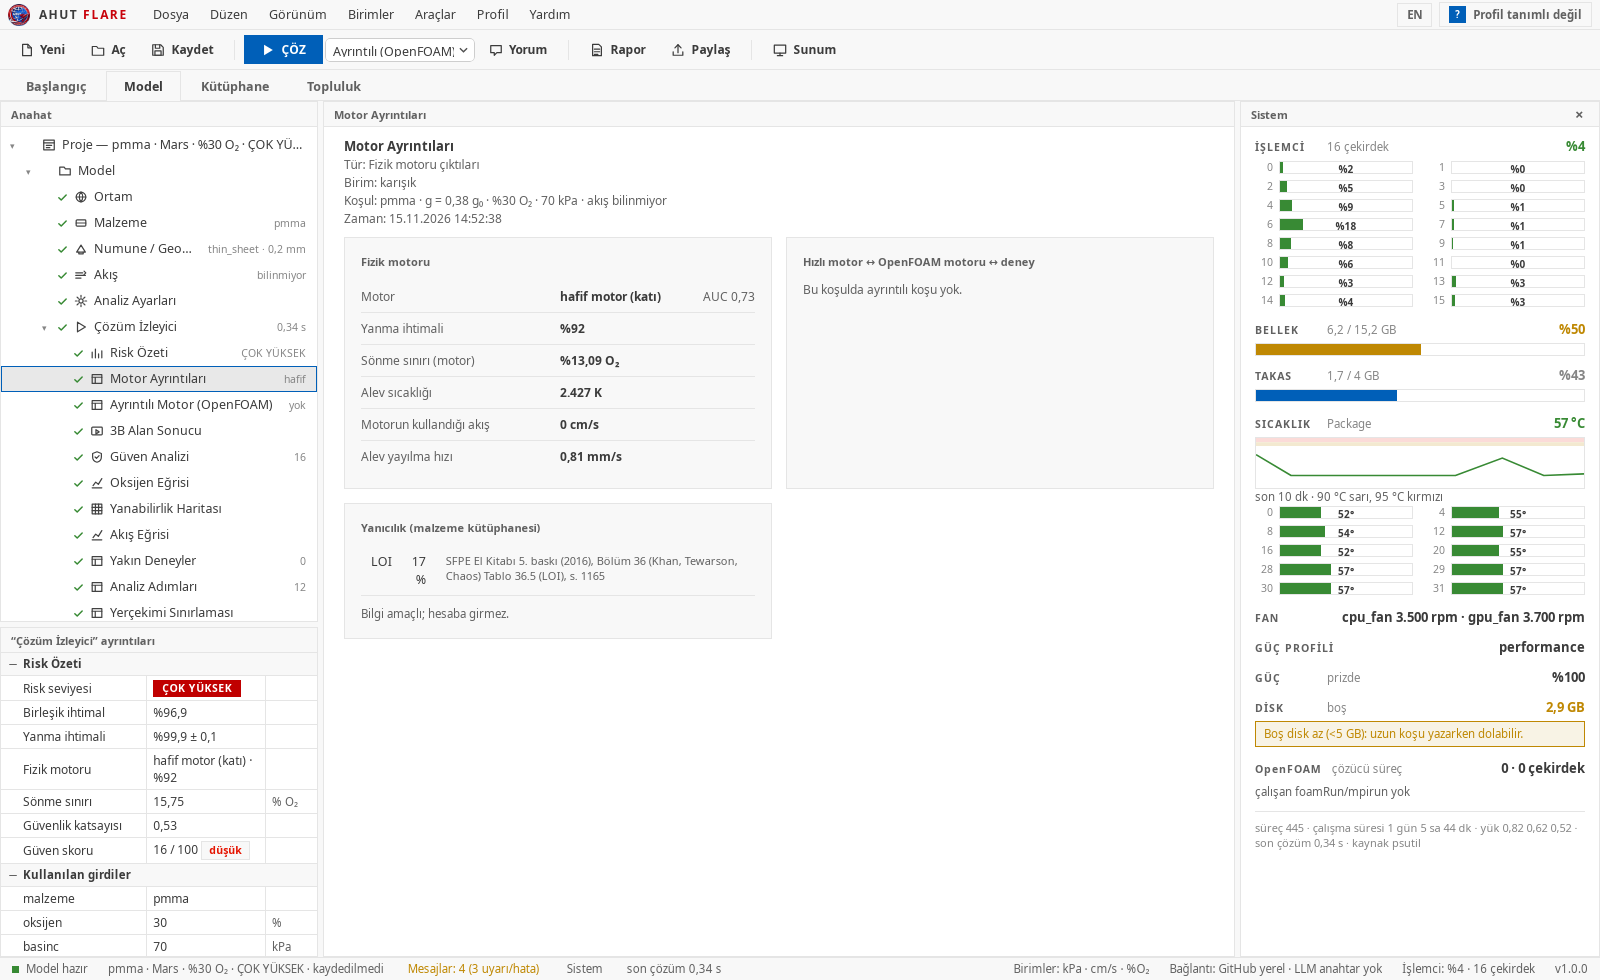 AHUT FLARE Dosya Düzen Görünüm Birimler Araçlar Profil Yardım EN ? Profil tanımlı değil
Yeni Aç Kaydet ÇÖZ Ayrıntılı (OpenFOAM) Yorum Rapor Paylaş Sunum
Başlangıç Model Kütüphane Topluluk
Anahat
Proje — pmma · Mars · %30 O₂ · ÇOK YÜ...
Model
Ortam
Malzeme pmma
Numune / Geo... thin_sheet · 0,2 mm
Akış bilinmiyor
Analiz Ayarları
Çözüm İzleyici 0,34 s
Risk Özeti ÇOK YÜKSEK
Motor Ayrıntıları hafif
Ayrıntılı Motor (OpenFOAM) yok
3B Alan Sonucu
Güven Analizi 16
Oksijen Eğrisi
Yanabilirlik Haritası
Akış Eğrisi
Yakın Deneyler 0
Analiz Adımları 12
Yerçekimi Sınırlaması
“Çözüm İzleyici” ayrıntıları
— Risk Özeti
Risk seviyesi ÇOK YÜKSEK
Birleşik ihtimal %96,9
Yanma ihtimali %99,9 ± 0,1
Fizik motoru hafif motor (katı) · %92
Sönme sınırı 15,75 % O₂
Güvenlik katsayısı 0,53
Güven skoru 16 / 100 düşük
— Kullanılan girdiler
malzeme pmma
oksijen 30 %
basinc 70 kPa
Motor Ayrıntıları
Motor Ayrıntıları
Tür: Fizik motoru çıktıları
Birim: karışık
Koşul: pmma · g = 0,38 g₀ · %30 O₂ · 70 kPa · akış bilinmiyor
Zaman: 15.11.2026 14:52:38
Fizik motoru
Motor hafif motor (katı) AUC 0,73
Yanma ihtimali %92
Sönme sınırı (motor) %13,09 O₂
Alev sıcaklığı 2.427 K
Motorun kullandığı akış 0 cm/s
Alev yayılma hızı 0,81 mm/s
Hızlı motor ↔ OpenFOAM motoru ↔ deney
Bu koşulda ayrıntılı koşu yok.
Yanıcılık (malzeme kütüphanesi)
LOI 17 % SFPE El Kitabı 5. baskı (2016), Bölüm 36 (Khan, Tewarson,
Chaos) Tablo 36.5 (LOI), s. 1165
Bilgi amaçlı; hesaba girmez.
Sistem ×
İŞLEMCİ 16 çekirdek %4
0 %2 1 %0
2 %5 3 %0
4 %9 5 %1
6 %18 7 %1
8 %8 9 %1
10 %6 11 %0
12 %3 13 %3
14 %4 15 %3
BELLEK 6,2 / 15,2 GB %50
TAKAS 1,7 / 4 GB %43
SICAKLIK Package 57 °C
son 10 dk · 90 °C sarı, 95 °C kırmızı
0 52° 4 55°
8 54° 12 57°
16 52° 20 55°
28 57° 29 57°
30 57° 31 57°
FAN cpu_fan 3.500 rpm · gpu_fan 3.700 rpm
GÜÇ PROFİLİ performance
GÜÇ prizde %100
DİSK boş 2,9 GB
Boş disk az (<5 GB): uzun koşu yazarken dolabilir.
OpenFOAM çözücü süreç 0 · 0 çekirdek
çalışan foamRun/mpirun yok
süreç 445 · çalışma süresi 1 gün 5 sa 44 dk · yük 0,82 0,62 0,52 ·
son çözüm 0,34 s · kaynak psutil
Model hazır pmma · Mars · %30 O₂ · ÇOK YÜKSEK · kaydedilmedi Mesajlar: 4 (3 uyarı/hata) Sistem son çözüm 0,34 s Birimler: kPa · cm/s · %O₂ Bağlantı: GitHub yerel · LLM anahtar yok İşlemci: %4 · 16 çekirdek v1.0.0